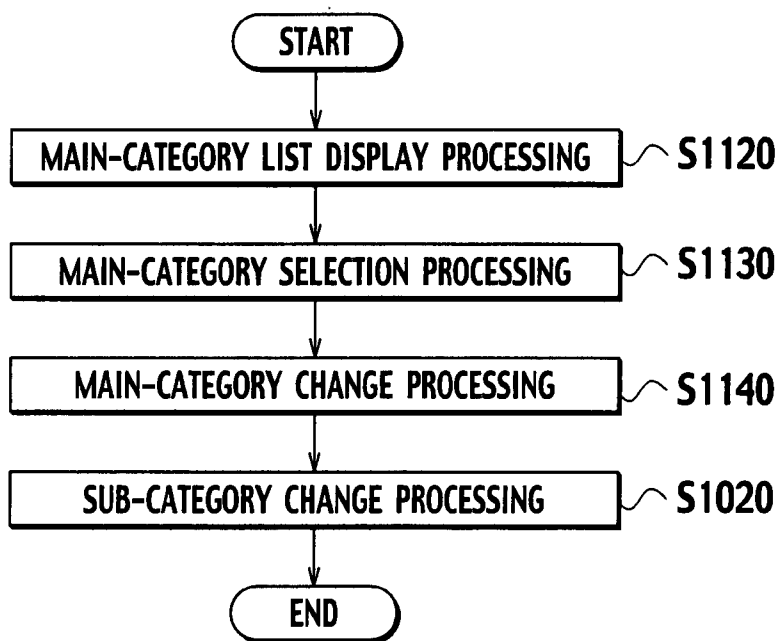 START
MAIN-CATEGORY LIST DISPLAY PROCESSING
S1120
MAIN-CATEGORY SELECTION PROCESSING
S1130
MAIN-CATEGORY CHANGE PROCESSING
S1140
SUB-CATEGORY CHANGE PROCESSING
S1020
END